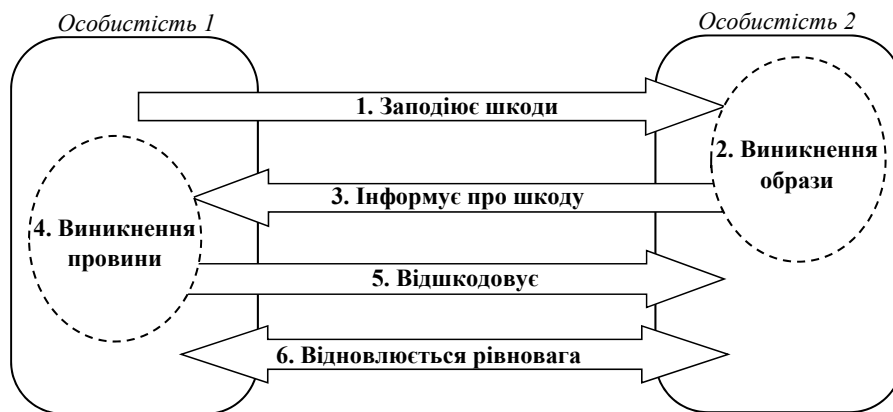 Особистість 1
Особистість 2
1. Заподіює шкоди
2. Виникнення
образи
3. Інформує про шкоду
4. Виникнення
провини
5. Відшкодовує
6. Відновлюється рівновага